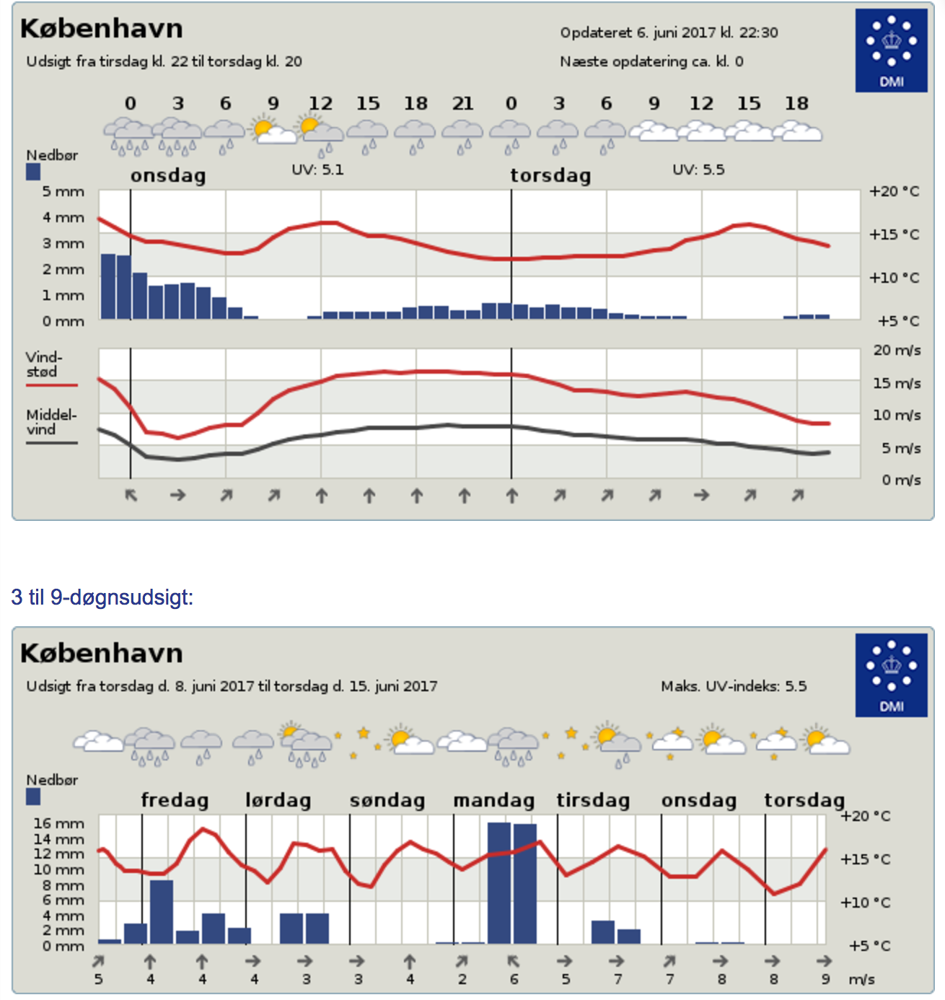 København
Opdateret 6. juni 2017 kl. 22:30
Udsigt fra tirsdag kl. 22 til torsdag kl. 20
Næste opdatering ca. kl. 0
DMI
0 3 6 9 12 15 18 21 0 3 6 9 12 15 18
Nedbør
onsdag UV: 5.1 torsdag UV: 5.5
5 mm +20 °C
4 mm
3 mm +15 °C
2 mm
+10 °C
1 mm
0 mm +5 °C
Vind-
stød
20 m/s
15 m/s
Middel-
vind
10 m/s
5 m/s
0 m/s
3 til 9-døgnsudsigt:
København
Udsigt fra torsdag d. 8. juni 2017 til torsdag d. 15. juni 2017
Maks. UV-indeks: 5.5
DMI
Nedbør
fredag lørdag søndag mandag tirsdag onsdag torsdag
16 mm +20 °C
14 mm
12 mm +15 °C
10 mm
8 mm
6 mm +10 °C
4 mm
2 mm
0 mm +5 °C
5 4 4 4 3 3 4 2 6 5 7 7 8 8 9 m/s